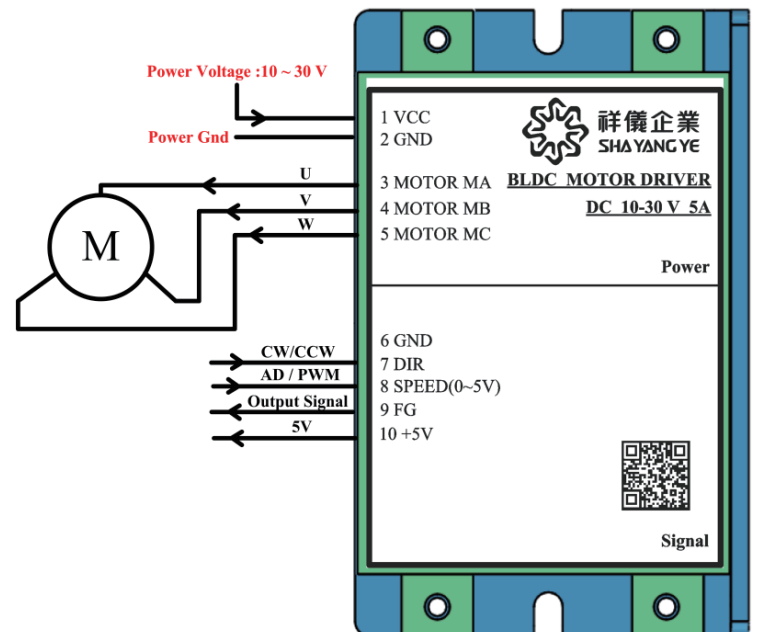 Power Voltage :10 ~ 30 V
Power Gnd
U
V
W
M
CW/CCW
AD / PWM
Output Signal
5V
1 VCC
2 GND
祥儀企業
SHAYANG YE
3 MOTOR MA
4 MOTOR MB
5 MOTOR MC
BLDC MOTOR DRIVER
DC 10-30 V 5A
Power
6 GND
7 DIR
8 SPEED(0~5V)
9 FG
10 +5V
Signal